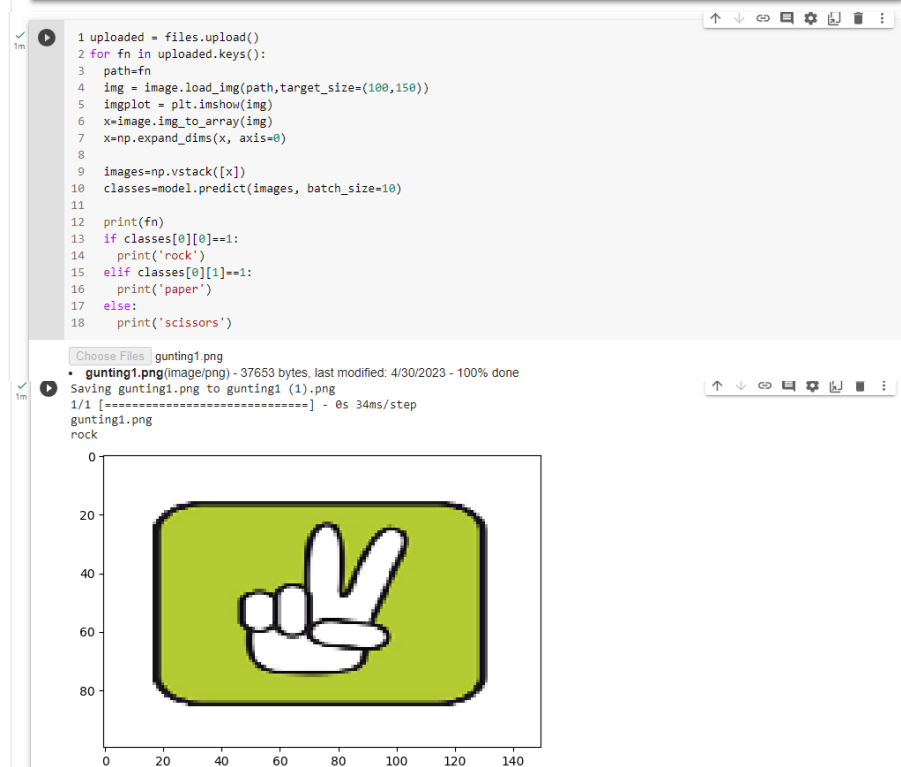 1m
1 uploaded = files.upload()
2 for fn in uploaded.keys():
3   path=fn
4   img = image.load_img(path,target_size=(100,150))
5   imgplot = plt.imshow(img)
6   x=image.img_to_array(img)
7   x=np.expand_dims(x, axis=0)
8
9   images=np.vstack([x])
10   classes=model.predict(images, batch_size=10)
11
12   print(fn)
13   if classes[0][0]==1:
14     print('rock')
15   elif classes[0][1]==1:
16     print('paper')
17   else:
18     print('scissors')
Choose Files gunting1.png
• gunting1.png(image/png) - 37653 bytes, last modified: 4/30/2023 - 100% done
1m
Saving gunting1.png to gunting1 (1).png
1/1 [==============================] - 0s 34ms/step
gunting1.png
rock
0
20
40
60
80
0 20 40 60 80 100 120 140